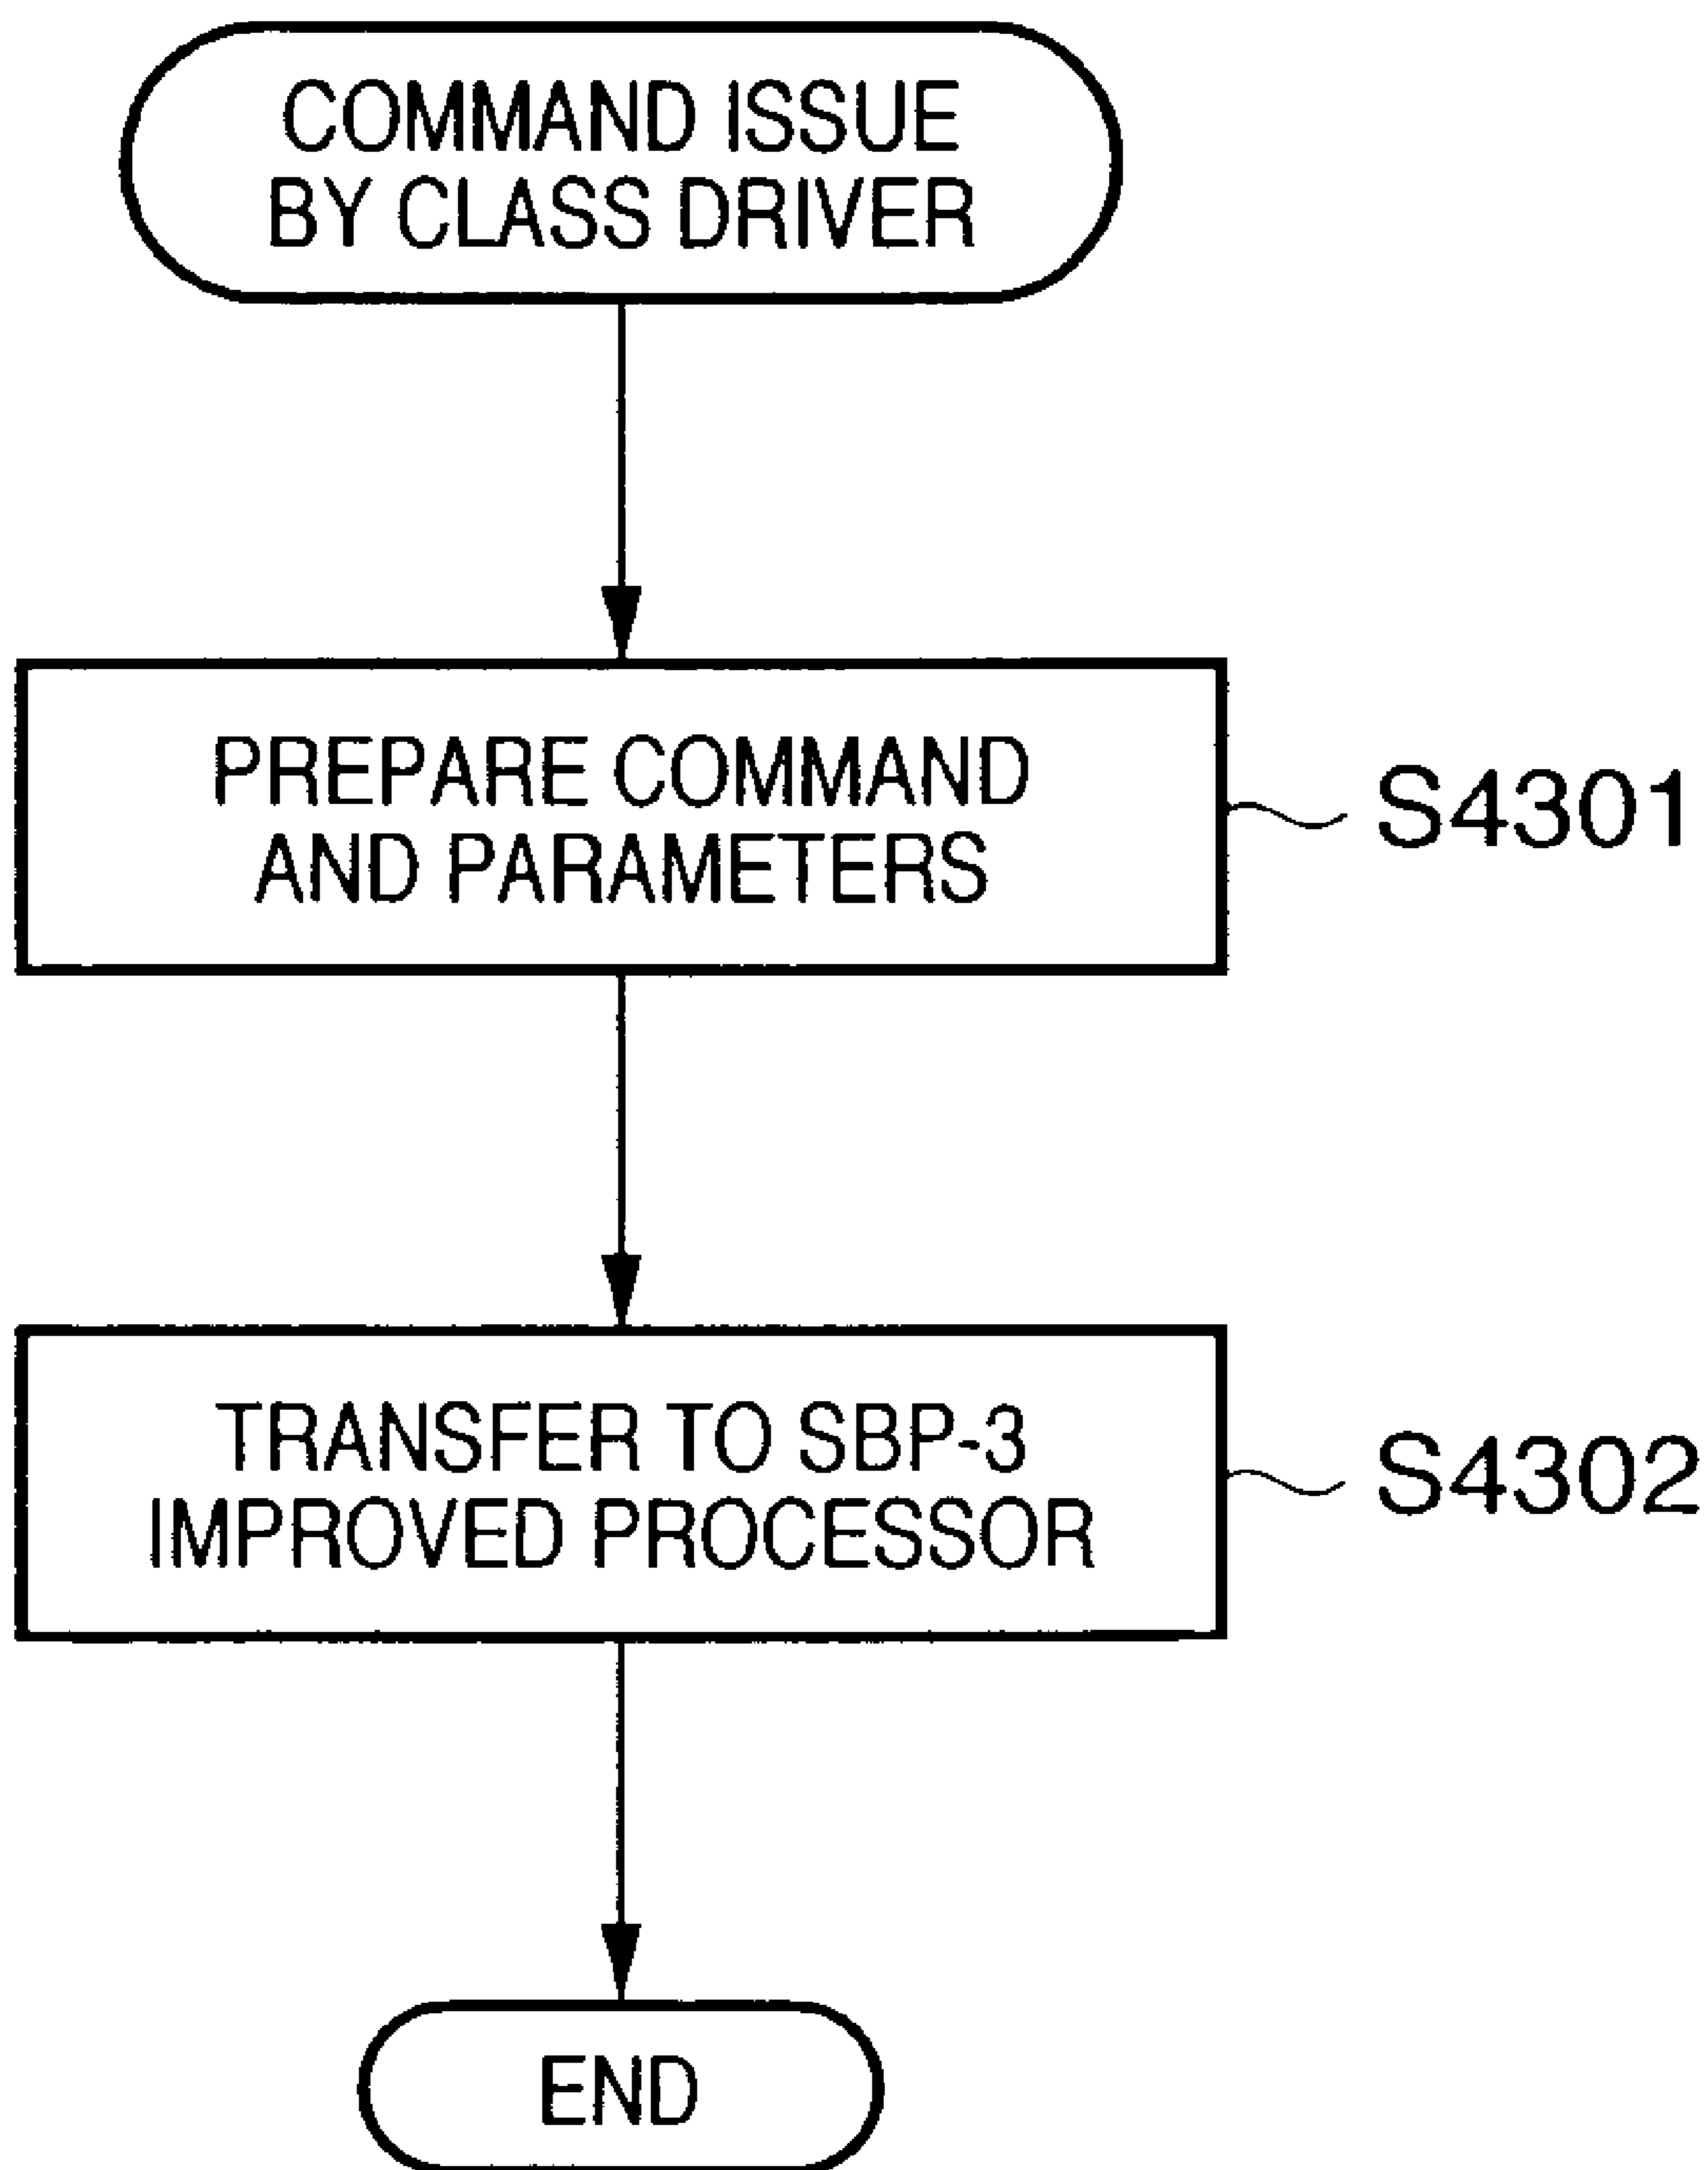 COMMAND ISSUE
BY CLASS DRIVER
PREPARE COMMAND
AND PARAMETERS
S4301
TRANSFER TO SBP-3
IMPROVED PROCESSOR
S4302
END